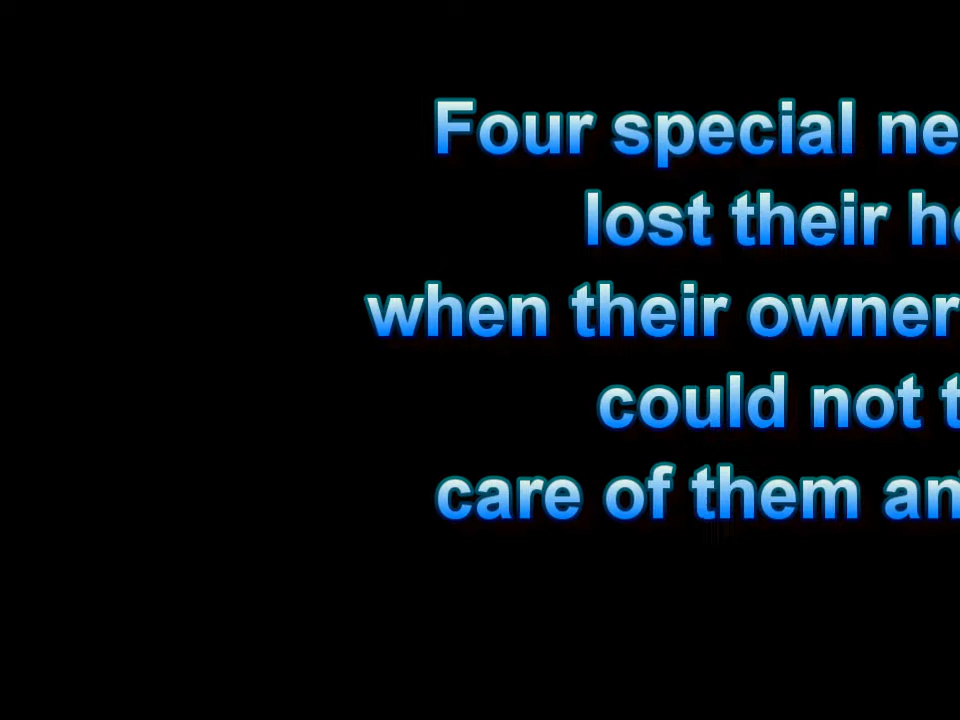 Four special ne
lost their h
when their owner
could not t
care of them an